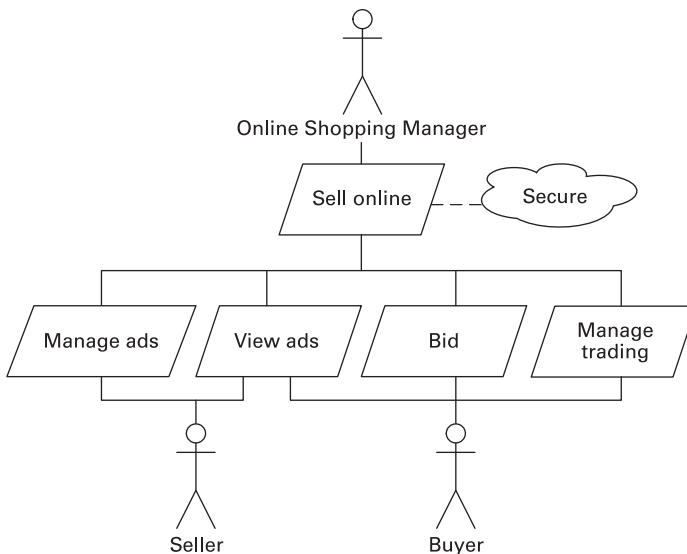 Online Shopping Manager
Sell online
Secure
Manage ads
View ads
Bid
Manage
trading
Seller
Buyer